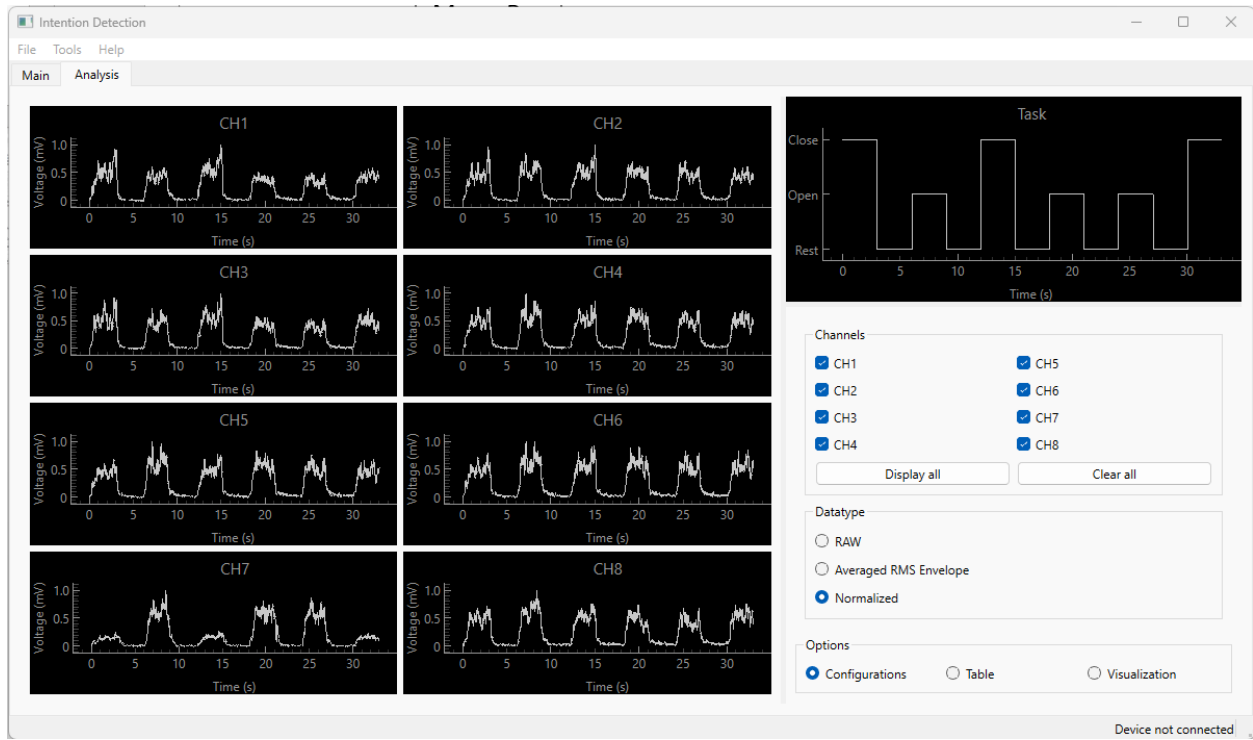 Intention Detection
File Tools Help
Main Analysis
CH1
Voltage (mV)
1.0
0.5
0
0 5 10 15 20 25 30
Time (s)
CH2
Voltage (mV)
1.0
0.5
0
0 5 10 15 20 25 30
Time (s)
CH3
Voltage (mV)
1.0
0.5
0
0 5 10 15 20 25 30
Time (s)
CH4
Voltage (mV)
1.0
0.5
0
0 5 10 15 20 25 30
Time (s)
CH5
Voltage (mV)
1.0
0.5
0
0 5 10 15 20 25 30
Time (s)
CH6
Voltage (mV)
1.0
0.5
0
0 5 10 15 20 25 30
Time (s)
CH7
Voltage (mV)
1.0
0.5
0
0 5 10 15 20 25 30
Time (s)
CH8
Voltage (mV)
1.0
0.5
0
0 5 10 15 20 25 30
Time (s)
Task
Close
Open
Rest
0 5 10 15 20 25 30
Time (s)
Channels
CH1 CH5
CH2 CH6
CH3 CH7
CH4 CH8
Display all Clear all
Datatype
RAW
Averaged RMS Envelope
Normalized
Options
Configurations Table Visualization
Device not connected